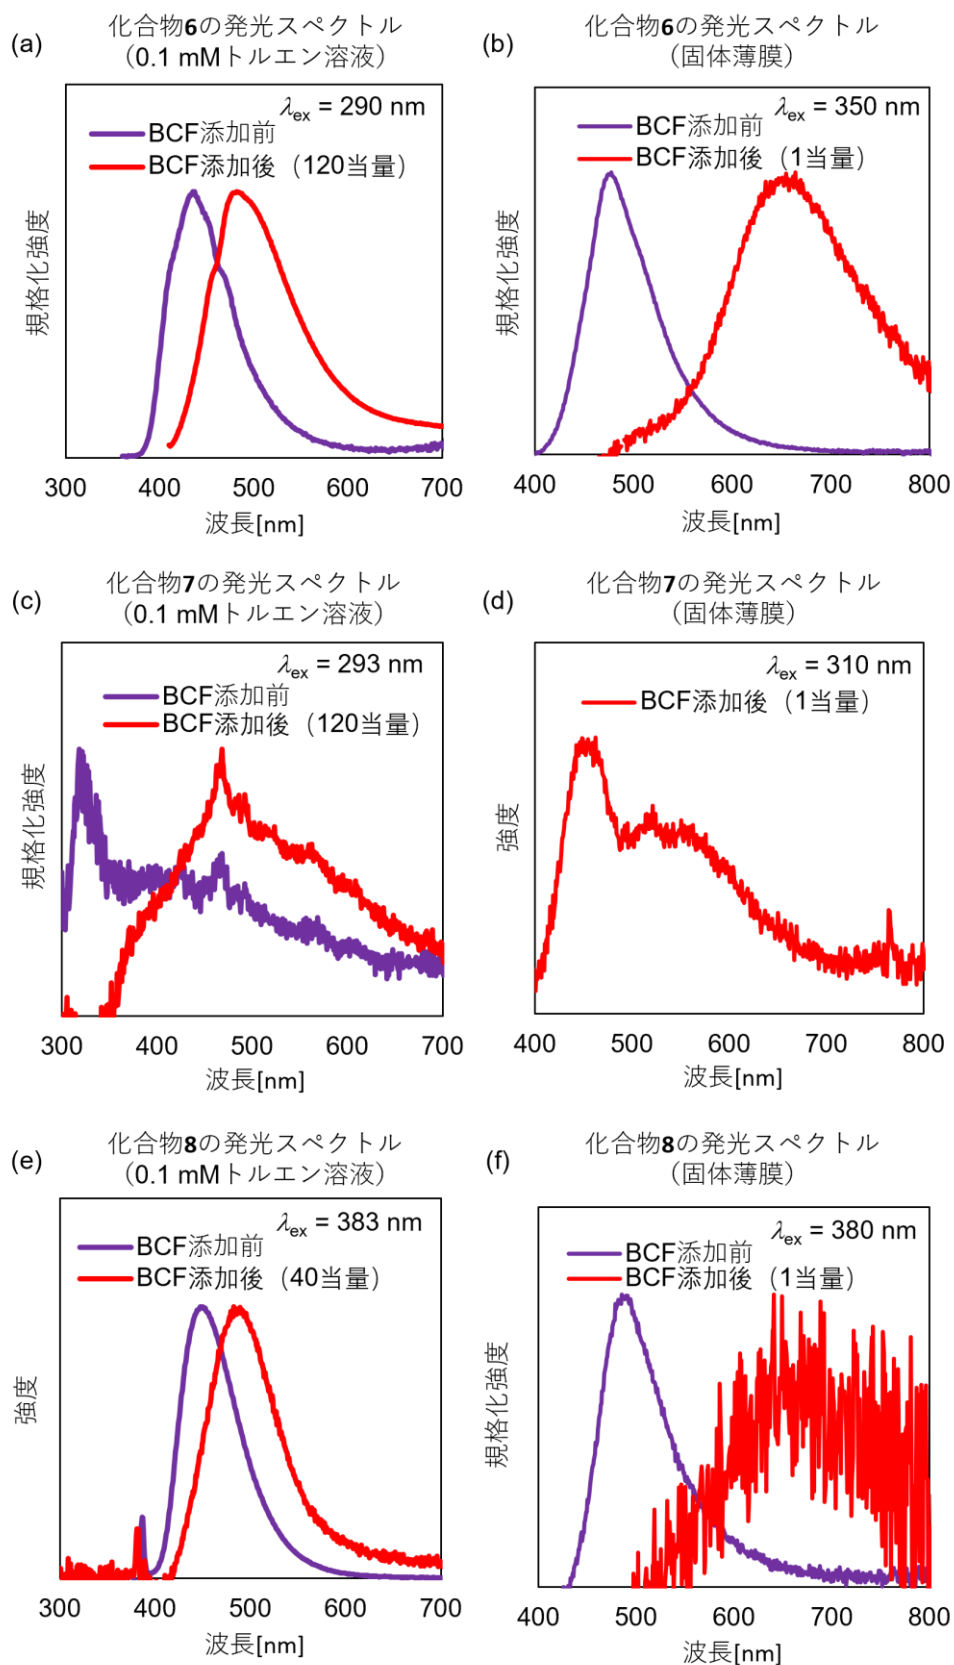 (a)
化合物6の発光スペクトル
（0.1 mMトルエン溶液）
λex = 290 nm
BCF添加前
BCF添加後（120当量）
規格化強度
300 400 500 600 700
波長[nm]
(b)
化合物6の発光スペクトル
（固体薄膜）
λex = 350 nm
BCF添加前
BCF添加後（1当量）
規格化強度
400 500 600 700 800
波長[nm]
(c)
化合物7の発光スペクトル
（0.1 mMトルエン溶液）
λex = 293 nm
BCF添加前
BCF添加後（120当量）
規格化強度
300 400 500 600 700
波長[nm]
(d)
化合物7の発光スペクトル
（固体薄膜）
λex = 310 nm
BCF添加後（1当量）
強度
400 500 600 700 800
波長[nm]
(e)
化合物8の発光スペクトル
（0.1 mMトルエン溶液）
λex = 383 nm
BCF添加前
BCF添加後（40当量）
強度
300 400 500 600 700
波長[nm]
(f)
化合物8の発光スペクトル
（固体薄膜）
λex = 380 nm
BCF添加前
BCF添加後（1当量）
規格化強度
400 500 600 700 800
波長[nm]